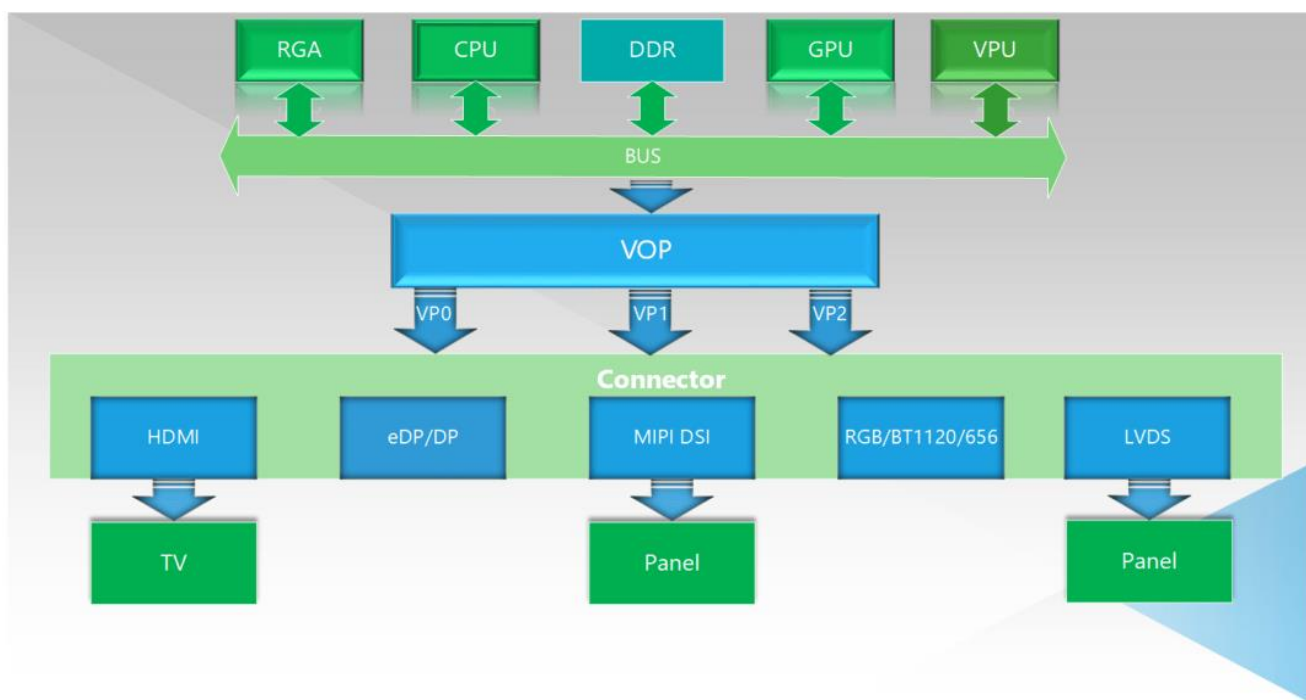 RGA
CPU
DDR
GPU
VPU
BUS
VOP
VP0
VP1
VP2
Connector
HDMI
eDP/DP
MIPI DSI
RGB/BT1120/656
LVDS
TV
Panel
Panel